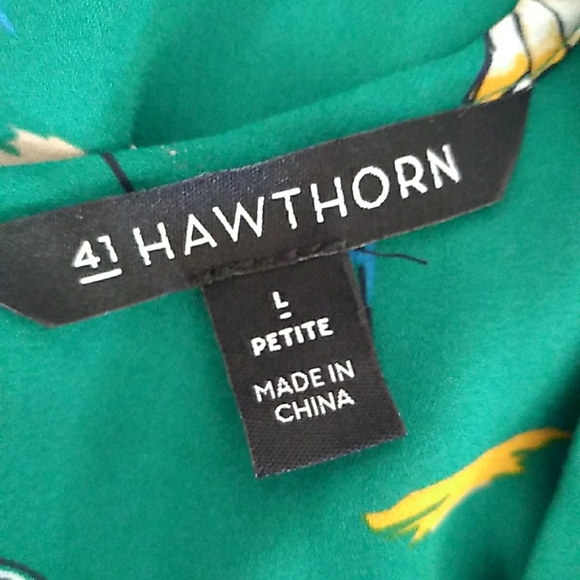 41 HAWTHORN
L
-
PETITE
MADE IN
CHINA